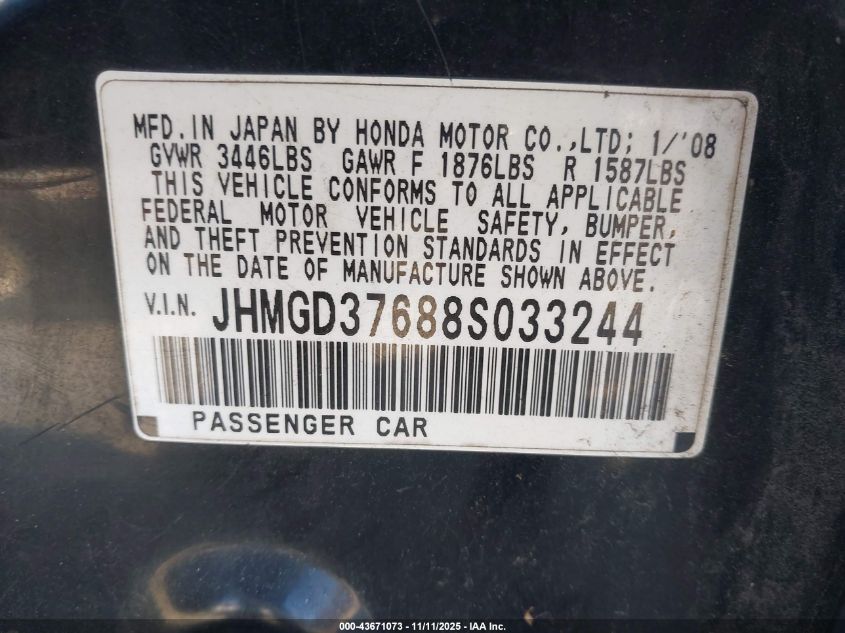 MFD. IN JAPAN BY HONDA MOTOR CO.,LTD; 1/'08
GVWR 3446LBS GAWR F 1876LBS R 1587LBS
THIS VEHICLE CONFORMS TO ALL APPLICABLE
FEDERAL MOTOR VEHICLE SAFETY, BUMPER,
AND THEFT PREVENTION STANDARDS IN EFFECT
ON THE DATE OF MANUFACTURE SHOWN ABOVE.
V.I.N. JHMGD37688S033244
PASSENGER CAR
000-43671073 - 11/11/2025 - IAA Inc.